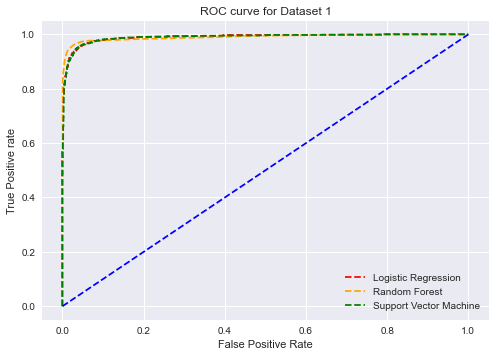 ROC curve for Dataset 1
True Positive rate
1.0
0.8
0.6
0.4
0.2
0.0
0.0 0.2 0.4 0.6 0.8 1.0
False Positive Rate
Logistic Regression
Random Forest
Support Vector Machine